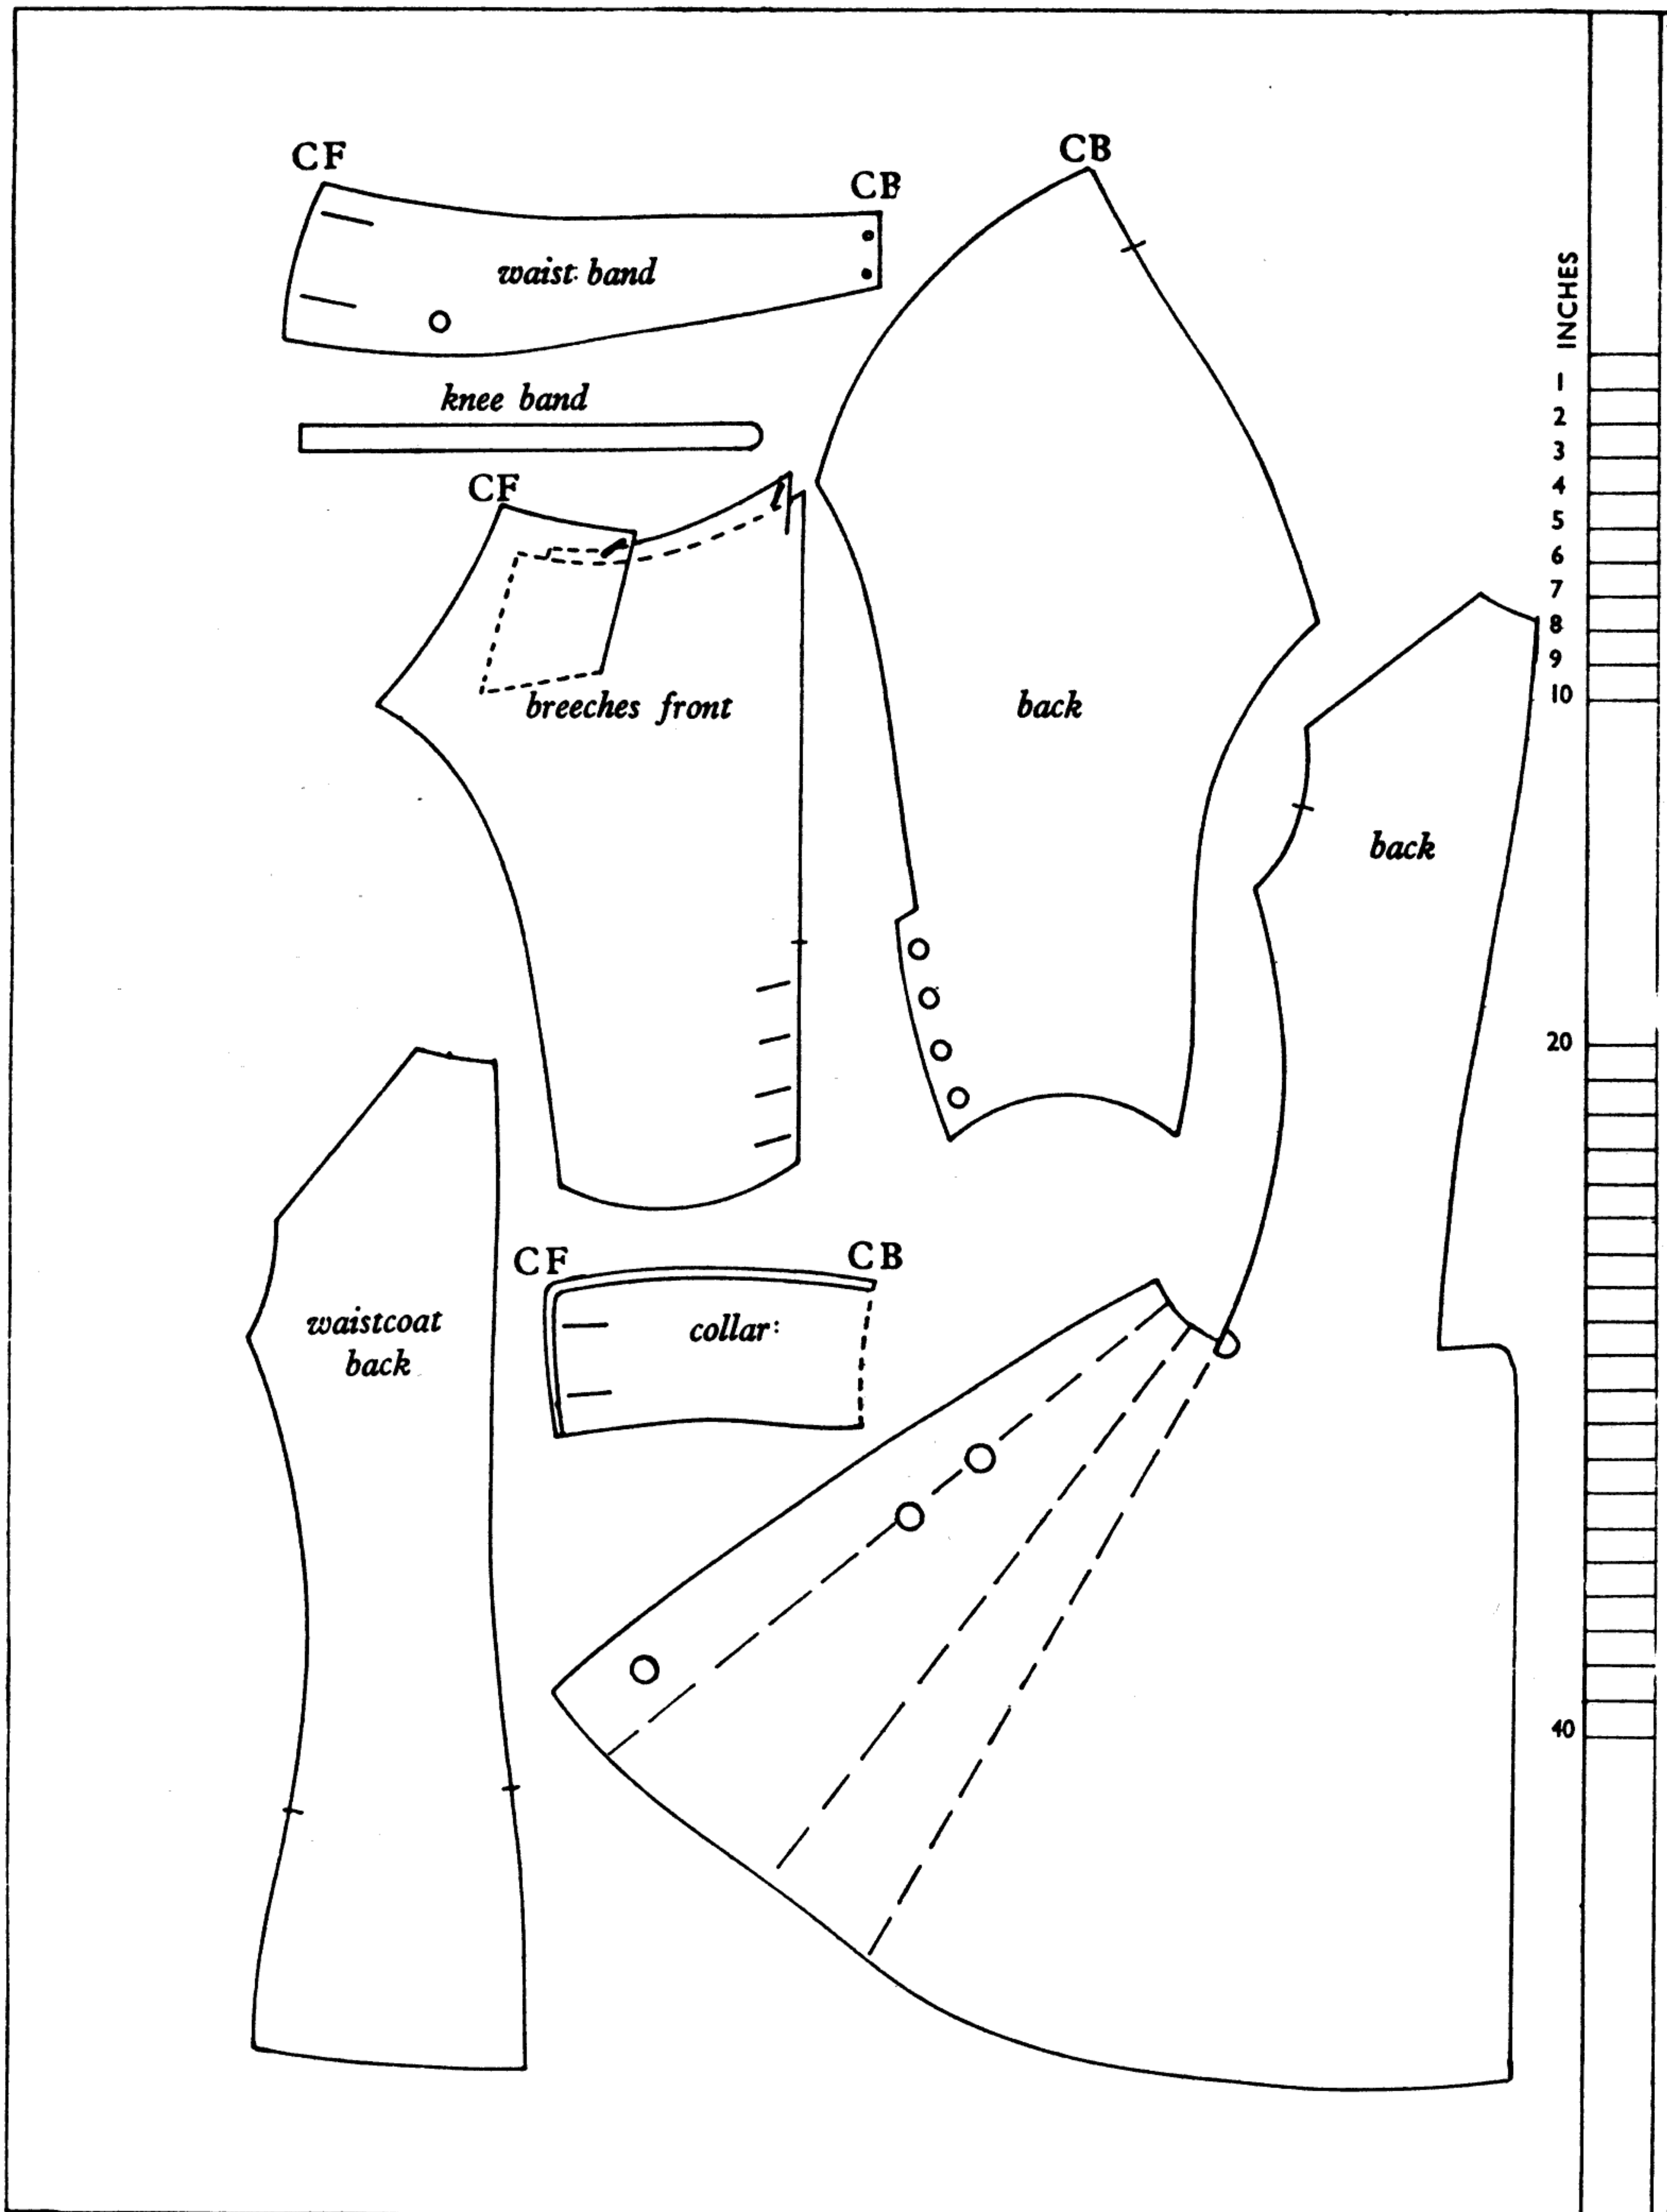 CF
CB
CB
waist band
knee band
CF
breeches front
back
back
waistcoat
back
CF
CB
collar:
INCHES
1
2
3
4
5
6
7
8
9
10
20
40